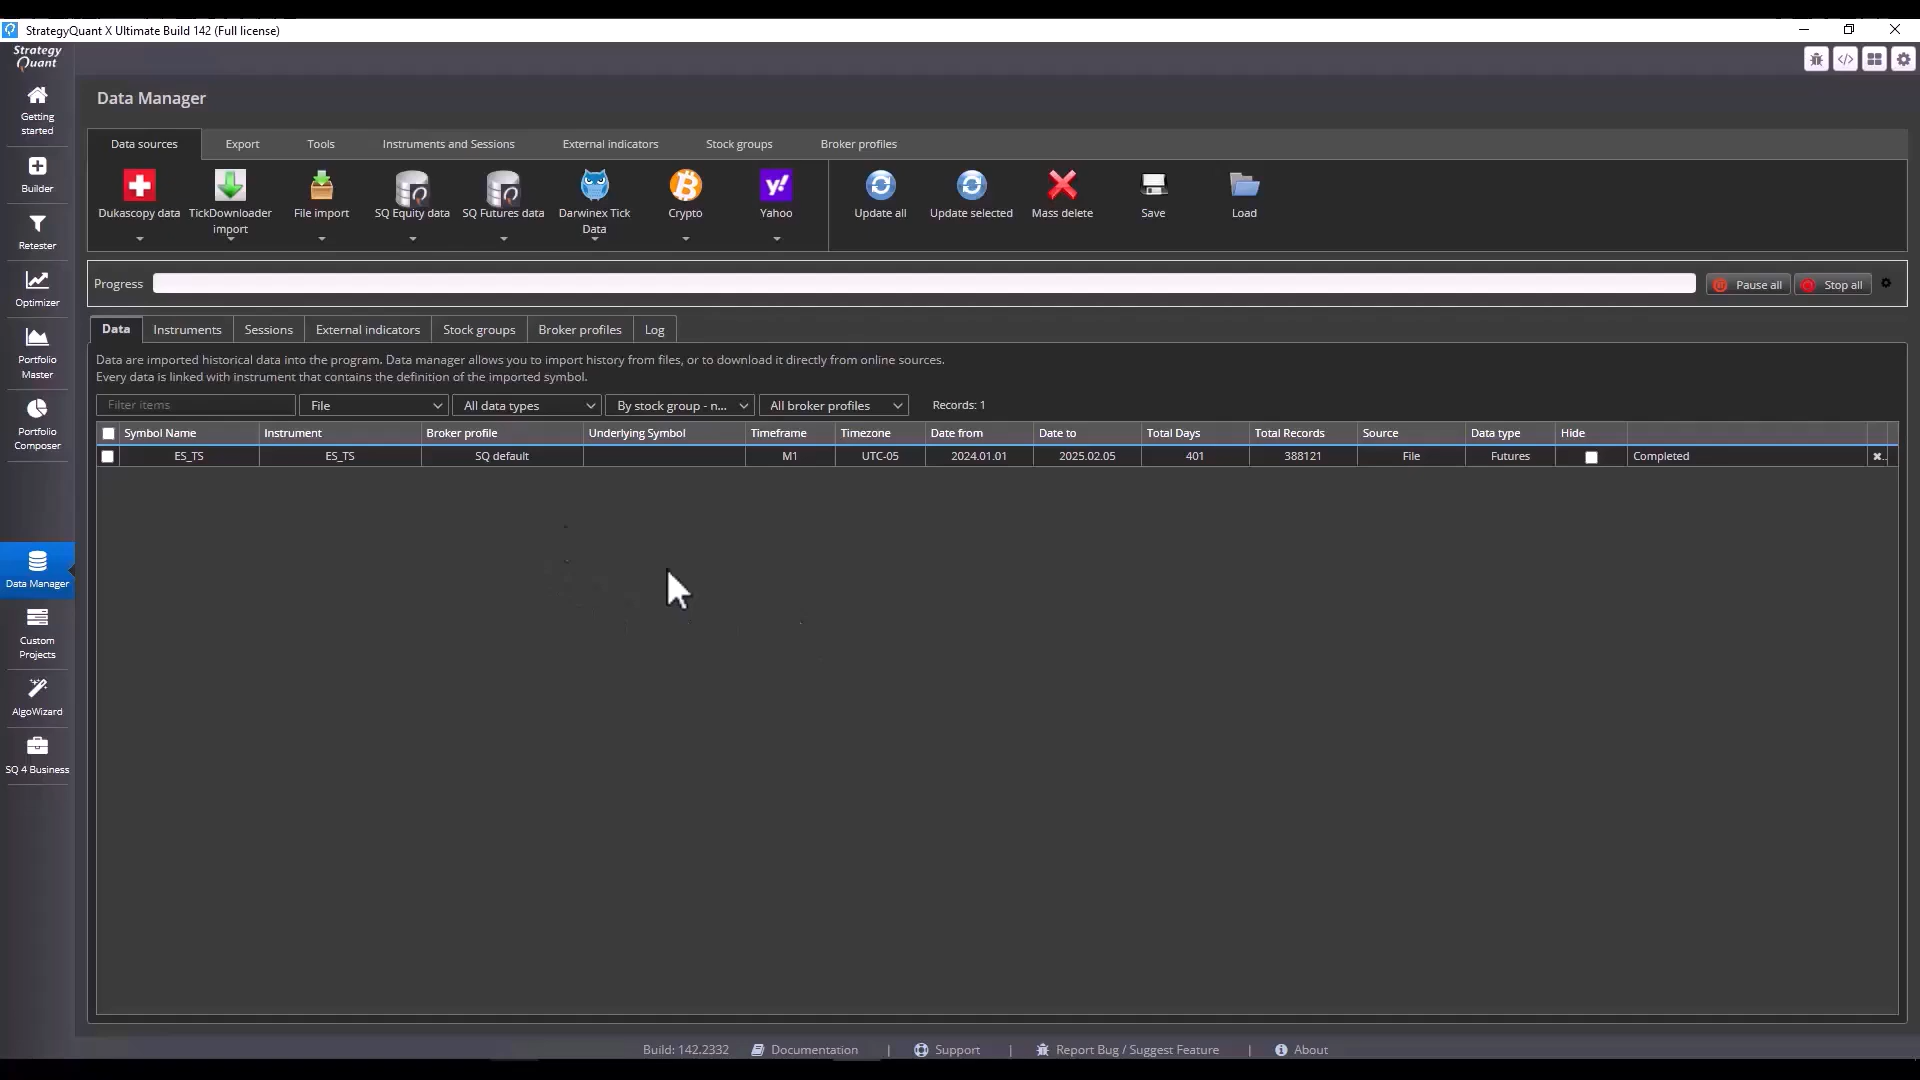 StrategyQuant X Ultimate Build 142 (Full license)
Strategy
Quant
Getting
started
Builder
Retester
Optimizer
Portfolio
Master
Portfolio
Composer
Data Manager
Custom
Projects
AlgoWizard
SQ 4 Business
Data Manager
Data sources Export Tools Instruments and Sessions External indicators Stock groups Broker profiles
Dukascopy data TickDownloader File import SQ Equity data SQ Futures data Darwinex Tick Crypto Yahoo Update all Update selected Mass delete Save Load
import Data
Progress Pause all Stop all
Data Instruments Sessions External indicators Stock groups Broker profiles Log
Data are imported historical data into the program. Data manager allows you to import history from files, or to download it directly from online sources.
Every data is linked with instrument that contains the definition of the imported symbol.
Filter items File All data types By stock group - n... All broker profiles Records: 1
Symbol Name Instrument Broker profile Underlying Symbol Timeframe Timezone Date from Date to Total Days Total Records Source Data type Hide
ES_TS ES_TS SQ default M1 UTC-05 2024.01.01 2025.02.05 401 388121 File Futures Completed
Build: 142.2332 Documentation | Support | Report Bug / Suggest Feature | About